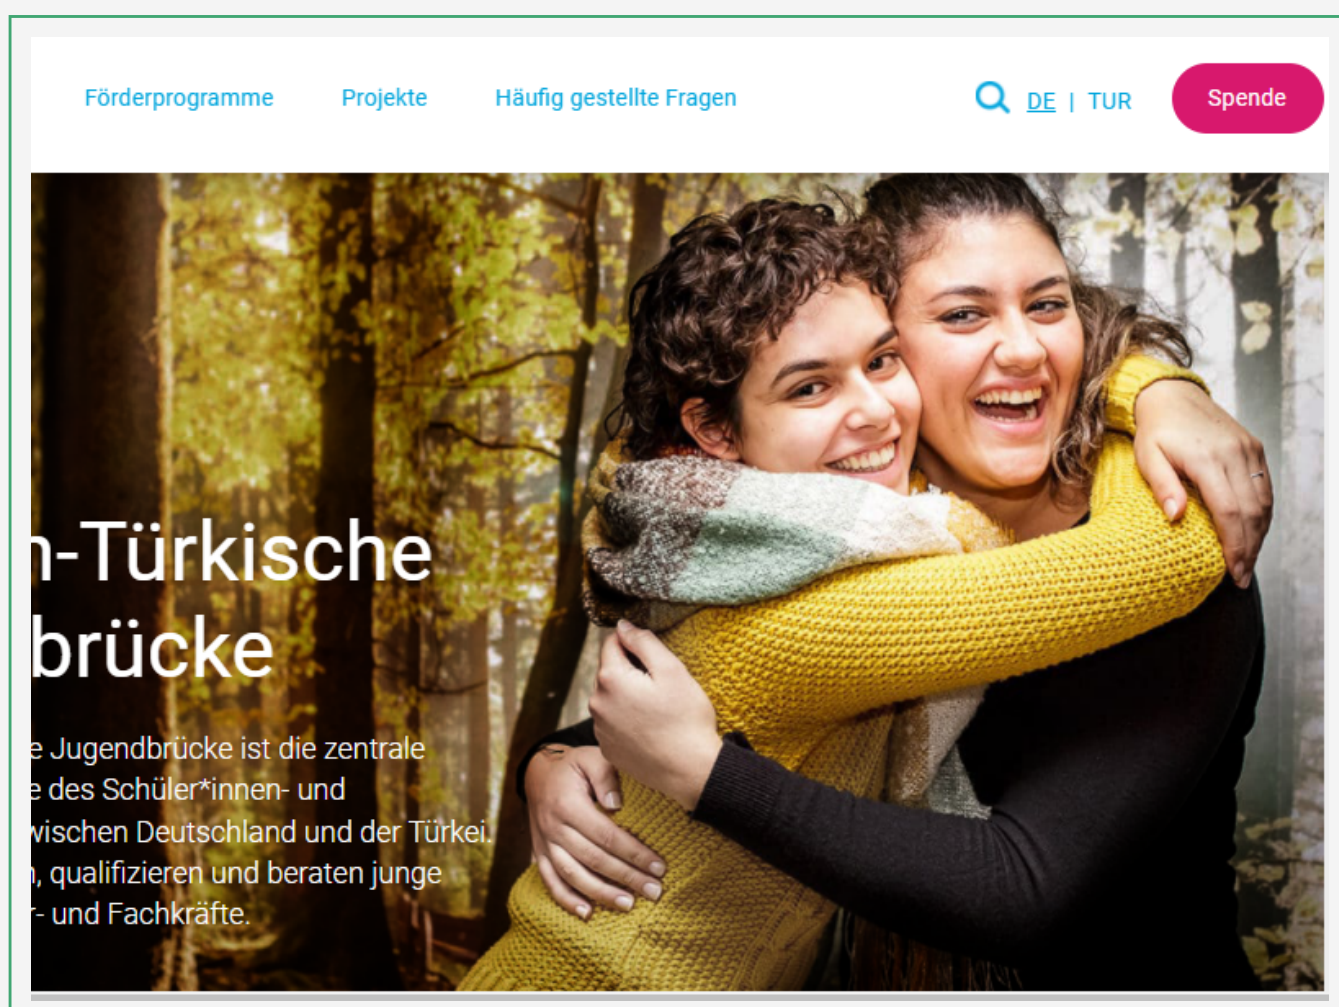 Förderprogramme Projekte Häufig gestellte Fragen DE | TUR Spende
n-Türkische
brücke
e Jugendbrücke ist die zentrale
e des Schüler*innen- und
wischen Deutschland und der Türkei.
n, qualifizieren und beraten junge
r- und Fachkräfte.